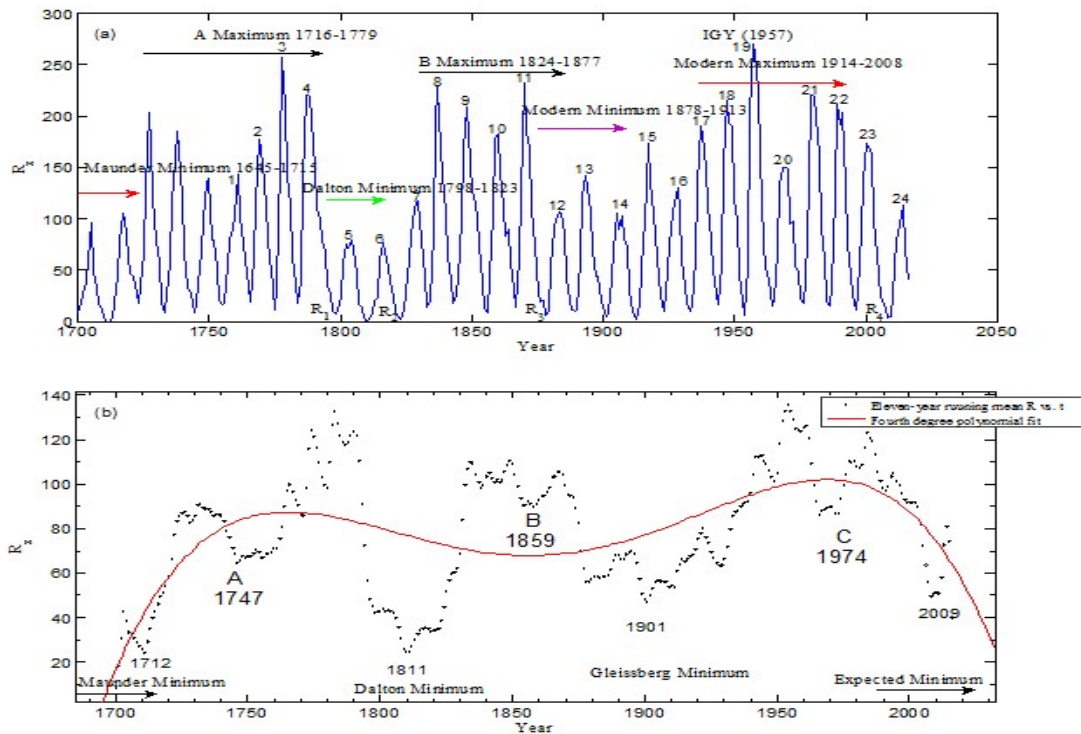 (a)
A Maximum 1716-1779
IGY (1957)
B Maximum 1824-1877
Modern Maximum 1914-2008
Modern Minimum 1878-1913
Maunder Minimum 1645-1715
Dalton Minimum 1798-1823
1 2 3 4 5 6 7 8 9 10 11 12 13 14 15 16 17 18 19 20 21 22 23 24
R1 R2 R3 R4
Rz
300
250
200
150
100
50
0
1700 1750 1800 1850 1900 1950 2000 2050
Year
(b)
Eleven-year running mean R vs. t
Fourth degree polynomial fit
Rz
140
120
100
80
60
40
20
A
1747
B
1859
C
1974
1712
1811
1901
2009
Maunder Minimum
Dalton Minimum
Gleissberg Minimum
Expected Minimum
1700 1750 1800 1850 1900 1950 2000
Year